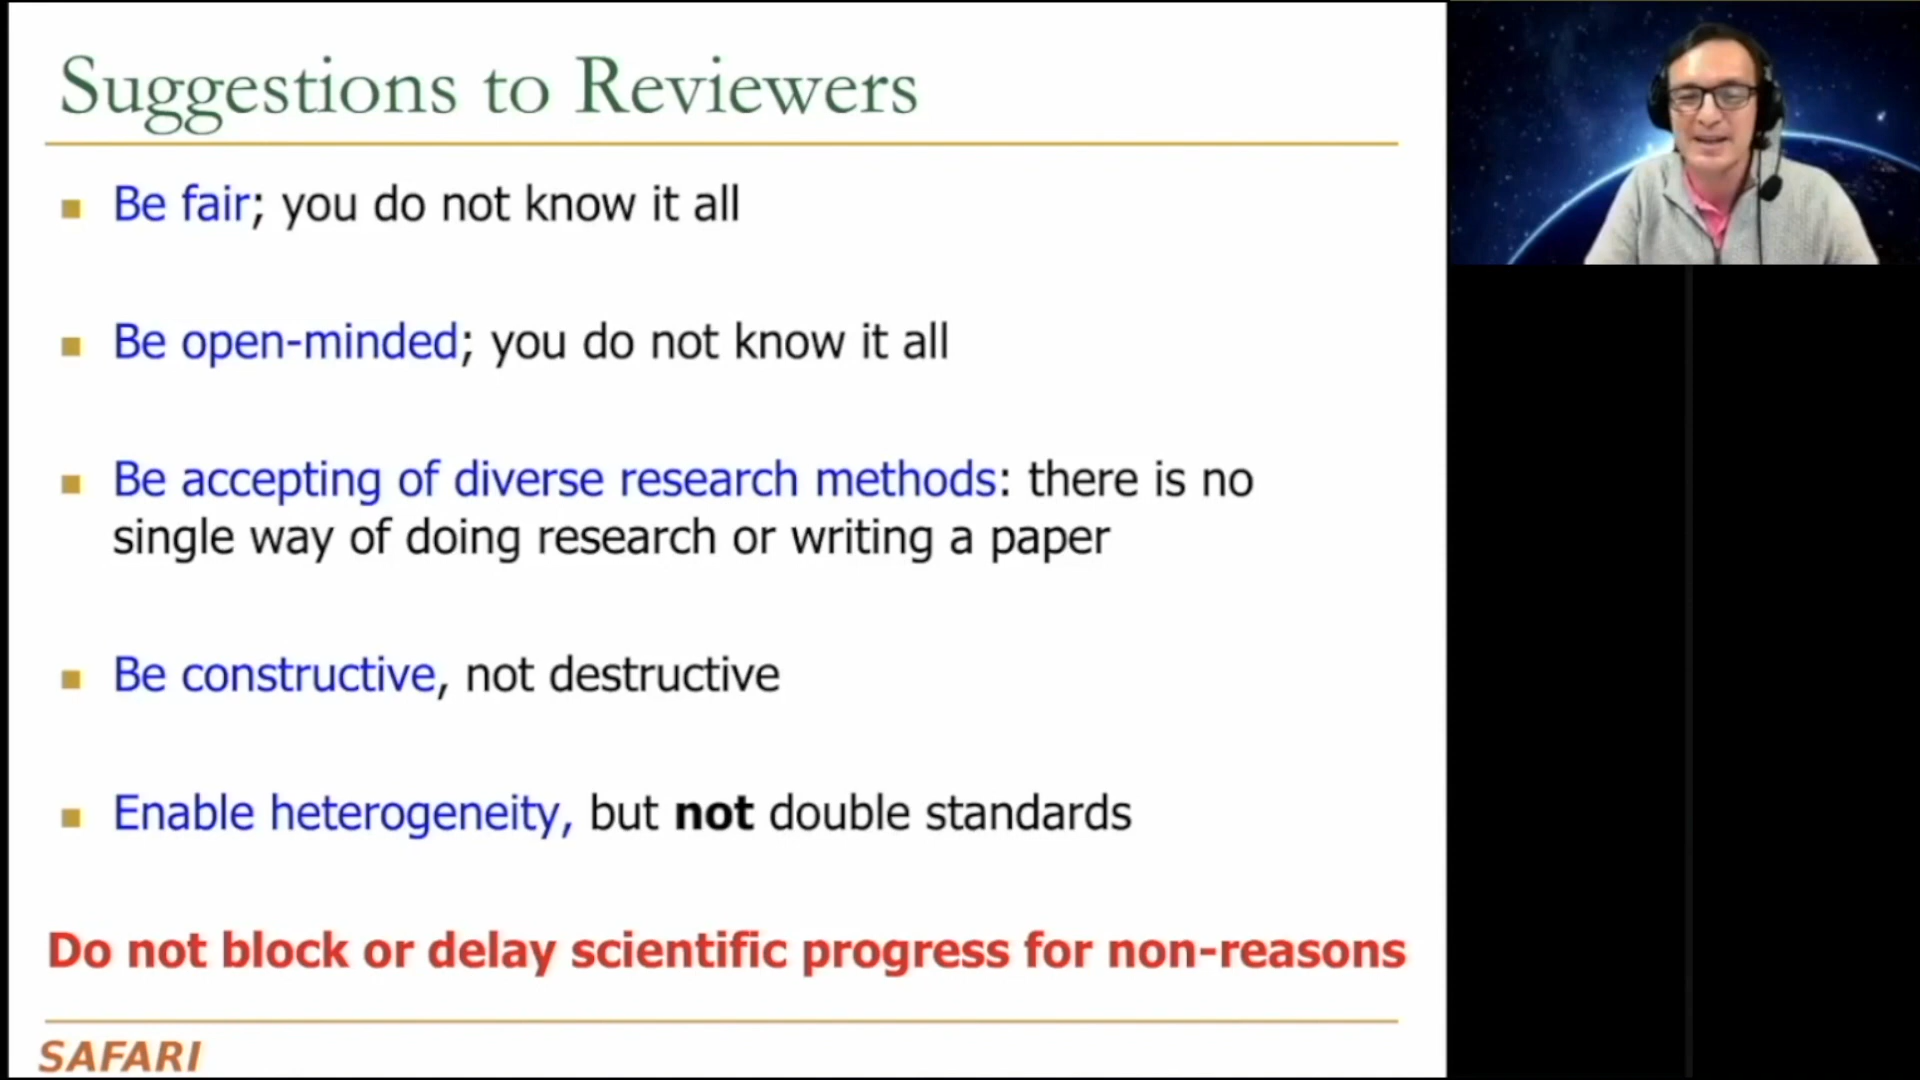 Suggestions to Reviewers
Be fair; you do not know it all
Be open-minded; you do not know it all
Be accepting of diverse research methods: there is no
single way of doing research or writing a paper
Be constructive, not destructive
Enable heterogeneity, but not double standards
Do not block or delay scientific progress for non-reasons
SAFARI